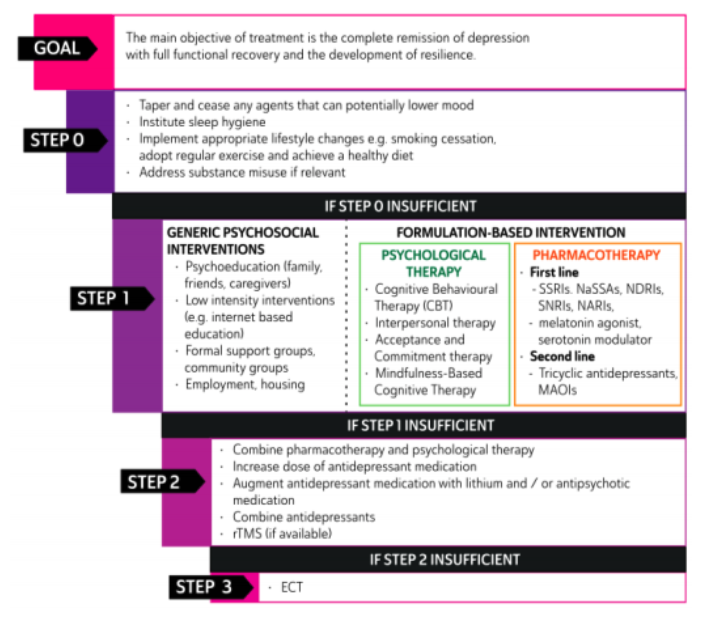 GOAL
The main objective of treatment is the complete remission of depression
with full functional recovery and the development of resilience.
STEP 0
· Taper and cease any agents that can potentially lower mood
· Institute sleep hygiene
· Implement appropriate lifestyle changes e.g. smoking cessation,
adopt regular exercise and achieve a healthy diet
· Address substance misuse if relevant
IF STEP 0 INSUFFICIENT
STEP 1
GENERIC PSYCHOSOCIAL
INTERVENTIONS
· Psychoeducation (family,
friends, caregivers)
· Low intensity interventions
(e.g. internet based
education)
· Formal support groups,
community groups
· Employment, housing
FORMULATION-BASED INTERVENTION
PSYCHOLOGICAL
THERAPY
· Cognitive Behavioural
Therapy (CBT)
· Interpersonal therapy
· Acceptance and
Commitment therapy
· Mindfulness-Based
Cognitive Therapy
PHARMACOTHERAPY
· First line
- SSRIs. NaSSAs, NDRIs,
SNRIs, NARIs,
- melatonin agonist,
serotonin modulator
· Second line
- Tricyclic antidepressants,
MAOIs
IF STEP 1 INSUFFICIENT
STEP 2
· Combine pharmacotherapy and psychological therapy
· Increase dose of antidepressant medication
· Augment antidepressant medication with lithium and / or antipsychotic
medication
· Combine antidepressants
· rTMS (if available)
IF STEP 2 INSUFFICIENT
STEP 3
· ECT